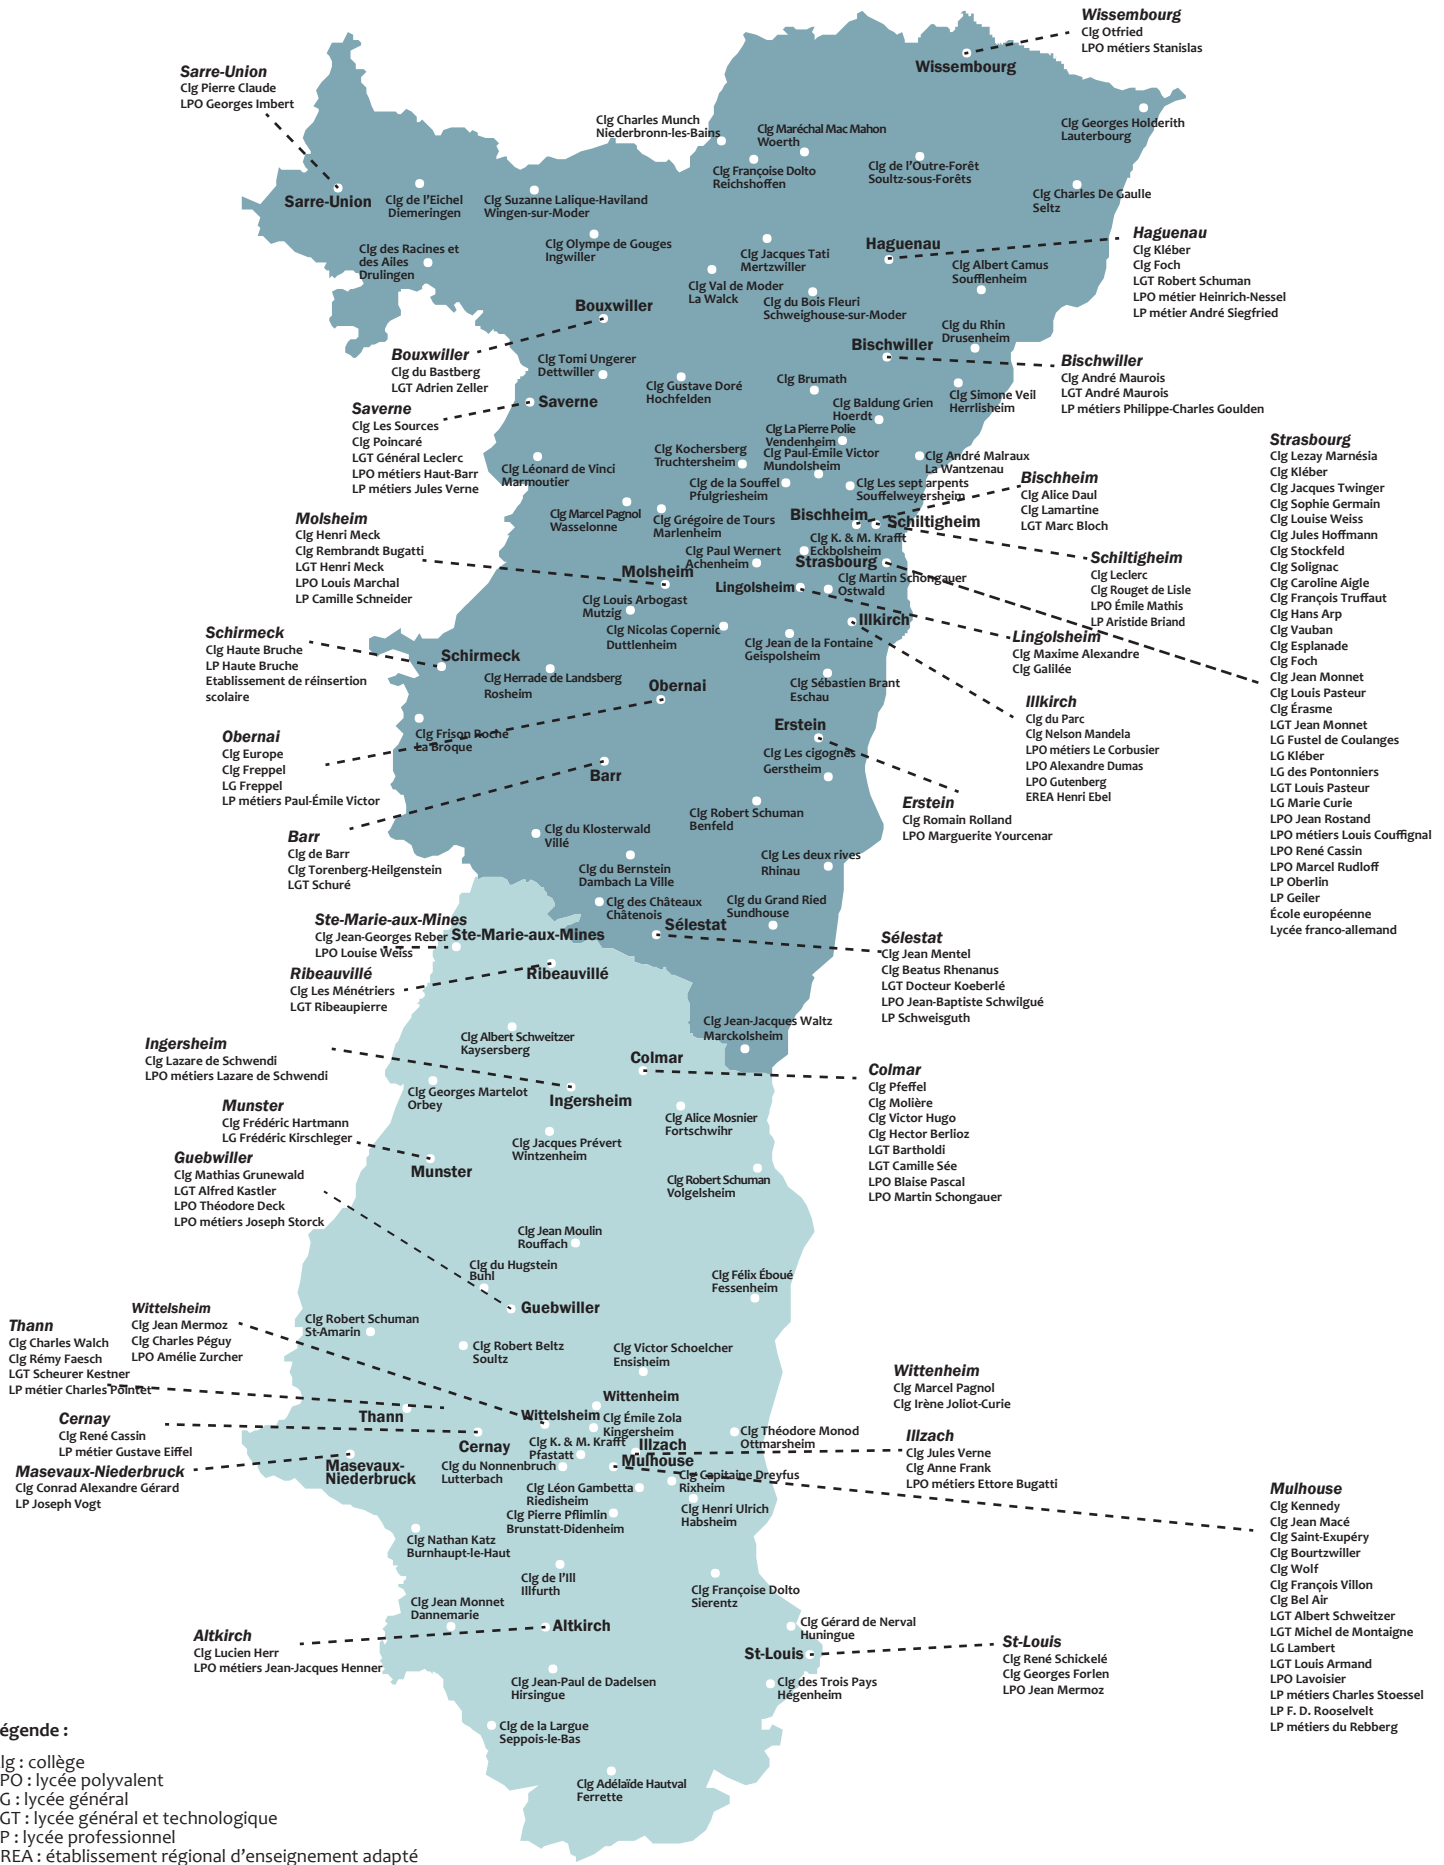 Wissembourg
Clg Otfried
LPO métiers Stanislas
Wissembourg
Sarre-Union
Clg Pierre Claude
LPO Georges Imbert
Clg Charles Munch
Niederbronn-les-Bains
Clg Maréchal Mac Mahon
Woerth
Clg Georges Holderith
Lauterbourg
Clg Françoise Dolto
Reichshoffen
Clg de l'Outre-Forêt
Soultz-sous-Forêts
Clg Charles De Gaulle
Seltz
Sarre-Union
Clg de l'Eichel
Diemeringen
Clg Suzanne Lalique-Haviland
Wingen-sur-Moder
Clg des Racines et
des Ailes
Drulingen
Clg Olympe de Gouges
Ingwiller
Clg Jacques Tati
Mertzwiller
Haguenau
Haguenau
Clg Kléber
Clg Foch
LGT Robert Schuman
LPO métier Heinrich-Nessel
LP métier André Siegfried
Clg Albert Camus
Soufflenheim
Clg Val de Moder
La Walck
Clg du Bois Fleuri
Schweighouse-sur-Moder
Bouxwiller
Clg du Rhin
Drusenheim
Bischwiller
Bouxwiller
Clg du Bastberg
LGT Adrien Zeller
Clg Tomi Ungerer
Dettwiller
Bischwiller
Clg André Maurois
LGT André Maurois
LP métiers Philippe-Charles Goulden
Clg Gustave Doré
Hochfelden
Clg Brumath
Clg Simone Veil
Herrlisheim
Saverne
Saverne
Clg Les Sources
Clg Poincaré
LGT Général Leclerc
LPO métiers Haut-Barr
LP métiers Jules Verne
Clg Baldung Grien
Hoerdt
Clg La Pierre Polie
Vendenheim
Clg Paul-Émile Victor
Mundolsheim
Clg Kochersberg
Truchtersheim
Clg Léonard de Vinci
Marmoutier
Clg André Malraux
La Wantzenau
Clg de la Souffel
Pfulgriesheim
Clg Les sept arpents
Souffelweyersheim
Bischheim
Clg Alice Daul
Clg Lamartine
LGT Marc Bloch
Strasbourg
Clg Lezay Marnésia
Clg Kléber
Clg Jacques Twinger
Clg Sophie Germain
Clg Louise Weiss
Clg Jules Hoffmann
Clg Stockfeld
Clg Solignac
Clg Caroline Aigle
Clg François Truffaut
Clg Hans Arp
Clg Vauban
Clg Esplanade
Clg Foch
Clg Jean Monnet
Clg Louis Pasteur
Clg Érasme
LGT Jean Monnet
LG Fustel de Coulanges
LG Kléber
LG des Pontonniers
LGT Louis Pasteur
LG Marie Curie
LPO Jean Rostand
LPO métiers Louis Couffignal
LPO René Cassin
LPO Marcel Rudloff
LP Oberlin
LP Geiler
École européenne
Lycée franco-allemand
Clg Marcel Pagnol
Wasselonne
Clg Grégoire de Tours
Marlenheim
Bischheim
Schiltigheim
Molsheim
Clg Henri Meck
Clg Rembrandt Bugatti
LGT Henri Meck
LPO Louis Marchal
LP Camille Schneider
Clg K. & M. Krafft
Eckbolsheim
Clg Paul Wernert
Achenheim
Strasbourg
Schiltigheim
Clg Leclerc
Clg Rouget de Lisle
LPO Émile Mathis
LP Aristide Briand
Molsheim
Lingolsheim
Clg Martin Schongauer
Ostwald
Clg Louis Arbogast
Mutzig
Illkirch
Clg Nicolas Copernic
Duttlenheim
Clg Jean de la Fontaine
Geispolsheim
Lingolsheim
Clg Maxime Alexandre
Clg Galilée
Schirmeck
Clg Haute Bruche
LP Haute Bruche
Etablissement de réinsertion
scolaire
Schirmeck
Clg Herrade de Landsberg
Rosheim
Obernai
Clg Sébastien Brant
Eschau
Illkirch
Clg du Parc
Clg Nelson Mandela
LPO métiers Le Corbusier
LPO Alexandre Dumas
LPO Gutenberg
EREA Henri Ebel
Clg Frison Roche
La Broque
Obernai
Clg Europe
Clg Freppel
LG Freppel
LP métiers Paul-Émile Victor
Erstein
Clg Les cigognes
Gerstheim
Barr
Erstein
Clg Romain Rolland
LPO Marguerite Yourcenar
Clg Robert Schuman
Benfeld
Barr
Clg de Barr
Clg Torenberg-Heilgenstein
LGT Schuré
Clg du Klosterwald
Villé
Clg Les deux rives
Rhinau
Clg du Bernstein
Dambach La Ville
Clg des Châteaux
Châtenois
Clg du Grand Ried
Sundhouse
Ste-Marie-aux-Mines
Clg Jean-Georges Reber
LPO Louise Weiss
Ste-Marie-aux-Mines
Sélestat
Sélestat
Clg Jean Mentel
Clg Beatus Rhenanus
LGT Docteur Koeberlé
LPO Jean-Baptiste Schwilgué
LP Schweisguth
Ribeauvillé
Clg Les Ménétriers
LGT Ribeaupierre
Ribeauvillé
Clg Jean-Jacques Waltz
Marckolsheim
Clg Albert Schweitzer
Kaysersberg
Ingersheim
Clg Lazare de Schwendi
LPO métiers Lazare de Schwendi
Colmar
Colmar
Clg Pfeffel
Clg Molière
Clg Victor Hugo
Clg Hector Berlioz
LGT Bartholdi
LGT Camille Sée
LPO Blaise Pascal
LPO Martin Schongauer
Clg Georges Martelot
Orbey
Ingersheim
Munster
Clg Frédéric Hartmann
LG Frédéric Kirschleger
Clg Alice Mosnier
Fortschwihr
Clg Jacques Prévert
Wintzenheim
Munster
Guebwiller
Clg Mathias Grunewald
LGT Alfred Kastler
LPO Théodore Deck
LPO métiers Joseph Storck
Clg Robert Schuman
Volgelsheim
Clg Jean Moulin
Rouffach
Clg du Hugstein
Buhl
Clg Félix Éboué
Fessenheim
Guebwiller
Wittelsheim
Clg Jean Mermoz
Clg Charles Péguy
LPO Amélie Zurcher
Thann
Clg Charles Walch
Clg Rémy Faesch
LGT Scheurer Kestner
LP métier Charles Pointet
Clg Robert Schuman
St-Amarin
Clg Robert Beltz
Soultz
Clg Victor Schoelcher
Ensisheim
Wittenheim
Clg Marcel Pagnol
Clg Irène Joliot-Curie
Wittenheim
Thann
Wittelsheim
Clg Émile Zola
Kingersheim
Clg Théodore Monod
Ottmarsheim
Cernay
Clg René Cassin
LP métier Gustave Eiffel
Cernay
Clg K. & M. Krafft
Pfastatt
Illzach
Illzach
Clg Jules Verne
Clg Anne Frank
LPO métiers Ettore Bugatti
Masevaux-Niederbruck
Clg Conrad Alexandre Gérard
LP Joseph Vogt
Masevaux-
Niederbruck
Clg du Nonnenbruch
Lutterbach
Mulhouse
Clg Capitaine Dreyfus
Rixheim
Clg Léon Gambetta
Riedisheim
Clg Henri Ulrich
Habsheim
Clg Pierre Pflimlin
Brunstatt-Didenheim
Mulhouse
Clg Kennedy
Clg Jean Macé
Clg Saint-Exupéry
Clg Bourtzwiller
Clg Wolf
Clg François Villon
Clg Bel Air
LGT Albert Schweitzer
LGT Michel de Montaigne
LG Lambert
LGT Louis Armand
LPO Lavoisier
LP métiers Charles Stoessel
LP F. D. Rooselvelt
LP métiers du Rebberg
Clg Nathan Katz
Burnhaupt-le-Haut
Clg de l'Ill
Illfurth
Clg Françoise Dolto
Sierentz
Clg Jean Monnet
Dannemarie
Altkirch
Clg Gérard de Nerval
Huningue
Altkirch
Clg Lucien Herr
LPO métiers Jean-Jacques Henner
St-Louis
St-Louis
Clg René Schickelé
Clg Georges Forlen
LPO Jean Mermoz
Clg Jean-Paul de Dadelsen
Hirsingue
Clg des Trois Pays
Hégenheim
Clg de la Largue
Seppois-le-Bas
Clg Adélaïde Hautval
Ferrette
égende :
lg : collège
PO : lycée polyvalent
G : lycée général
GT : lycée général et technologique
P : lycée professionnel
REA : établissement régional d'enseignement adapté